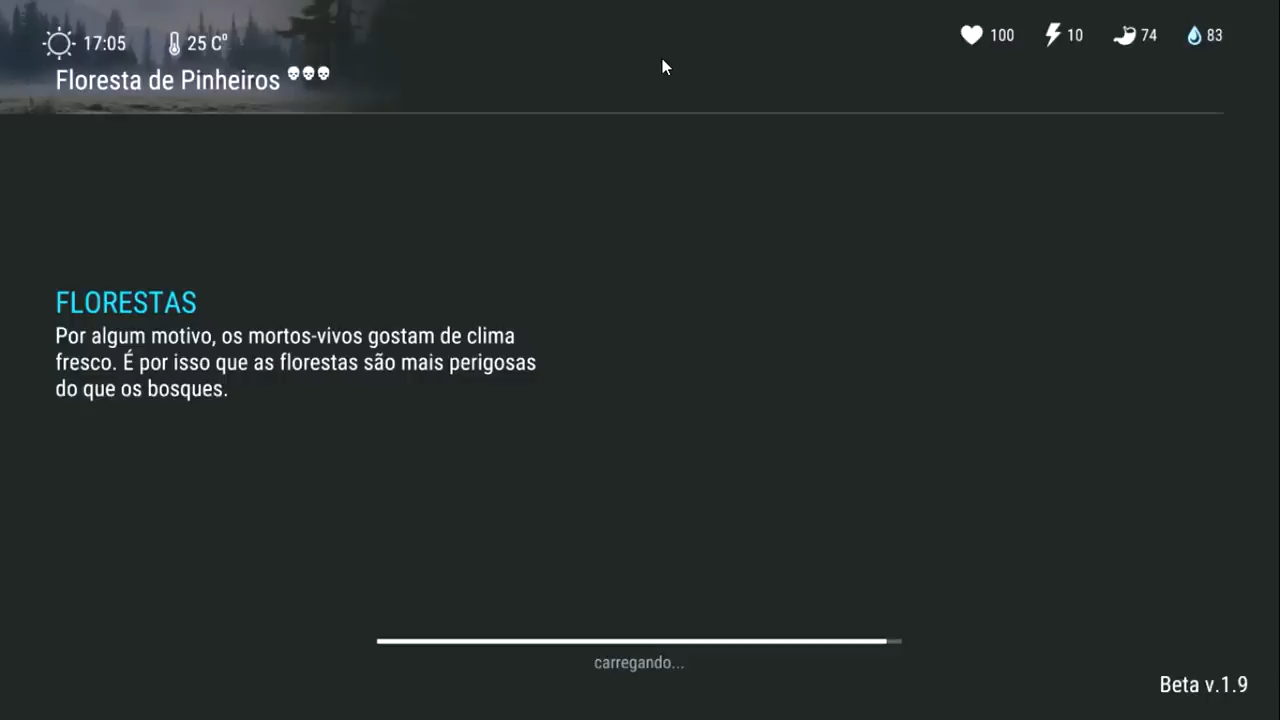 17:05 25 Cº
100 10 74 83
Floresta de Pinheiros
FLORESTAS
Por algum motivo, os mortos-vivos gostam de clima
fresco. É por isso que as florestas são mais perigosas
do que os bosques.
carregando...
Beta v.1.9